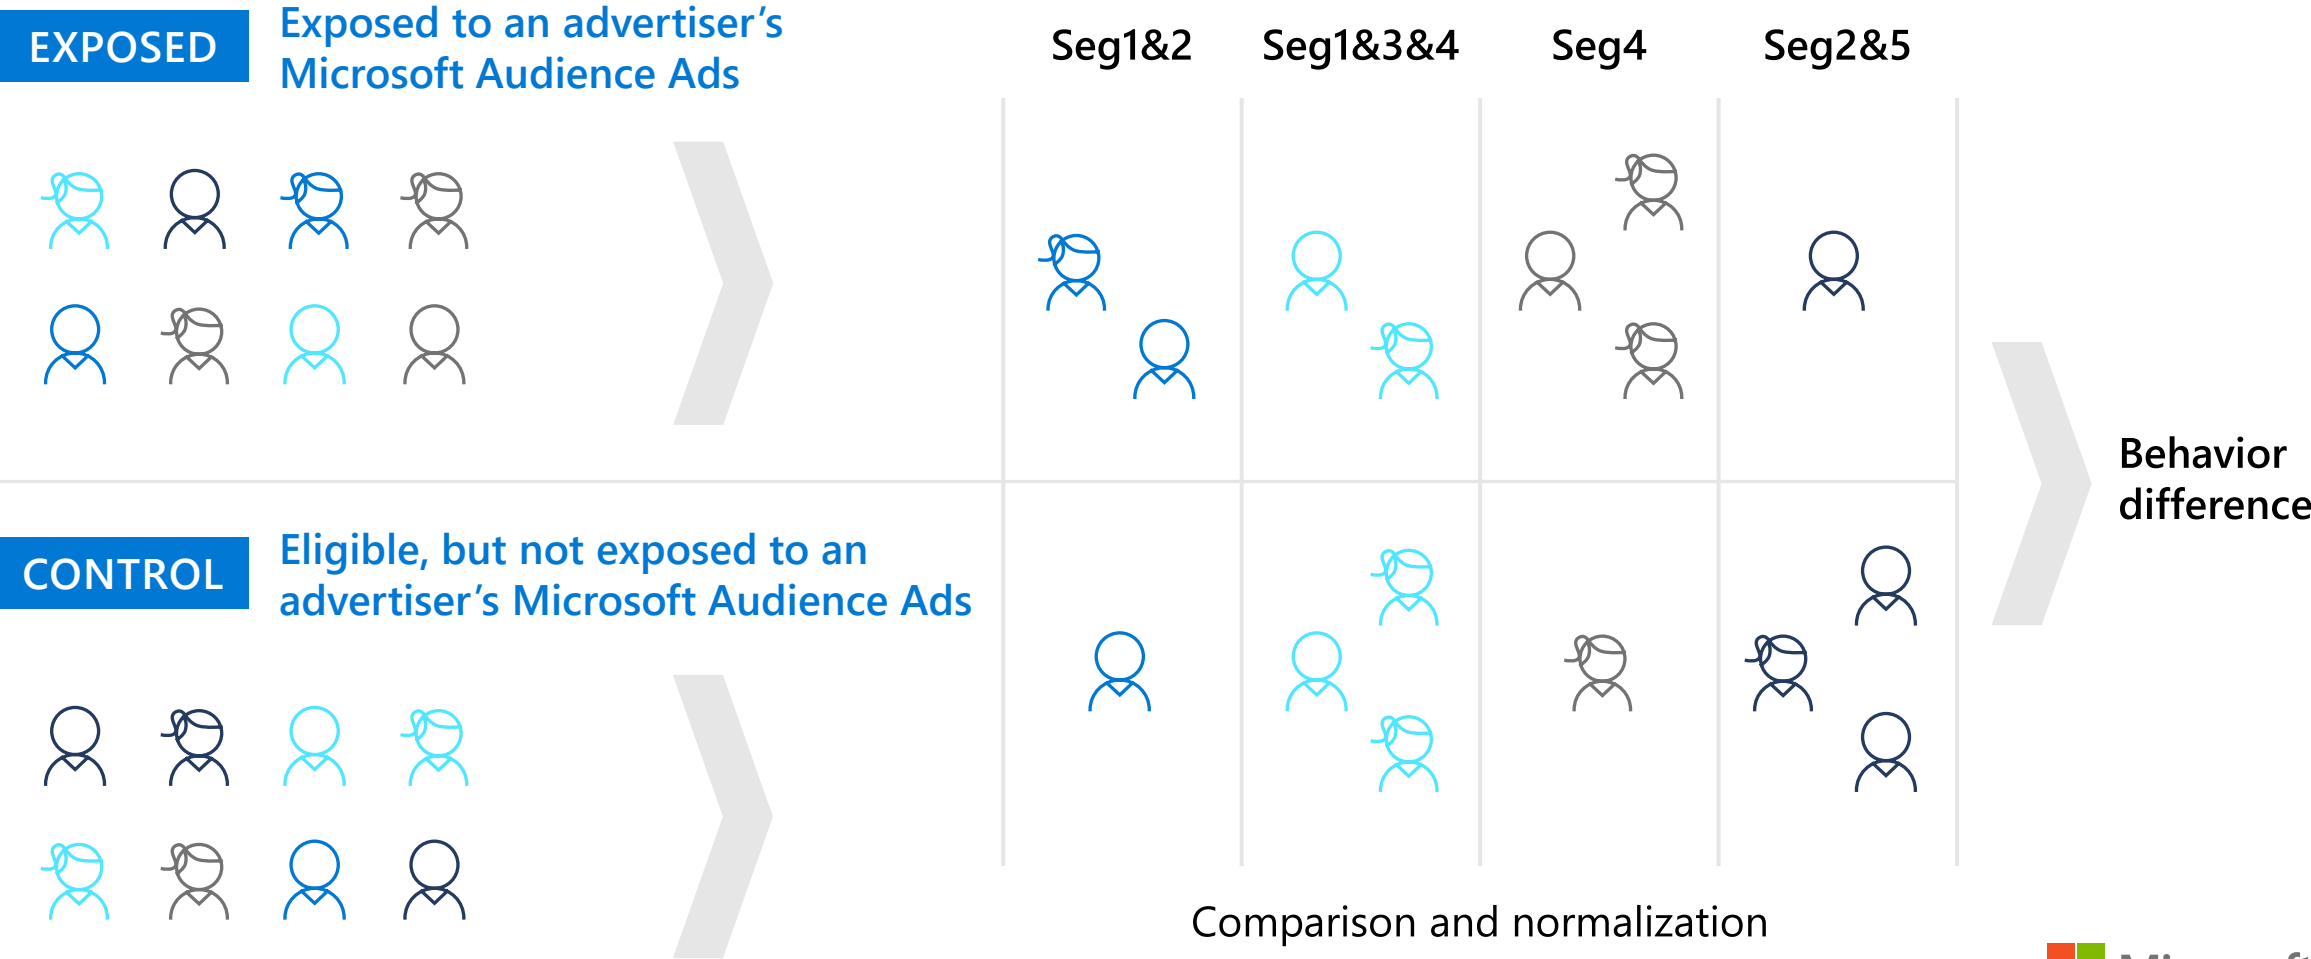 EXPOSED
Exposed to an advertiser’s
Microsoft Audience Ads
Seg1&2
Seg1&3&4
Seg4
Seg2&5
Behavior
difference
CONTROL
Eligible, but not exposed to an
advertiser’s Microsoft Audience Ads
Comparison and normalization